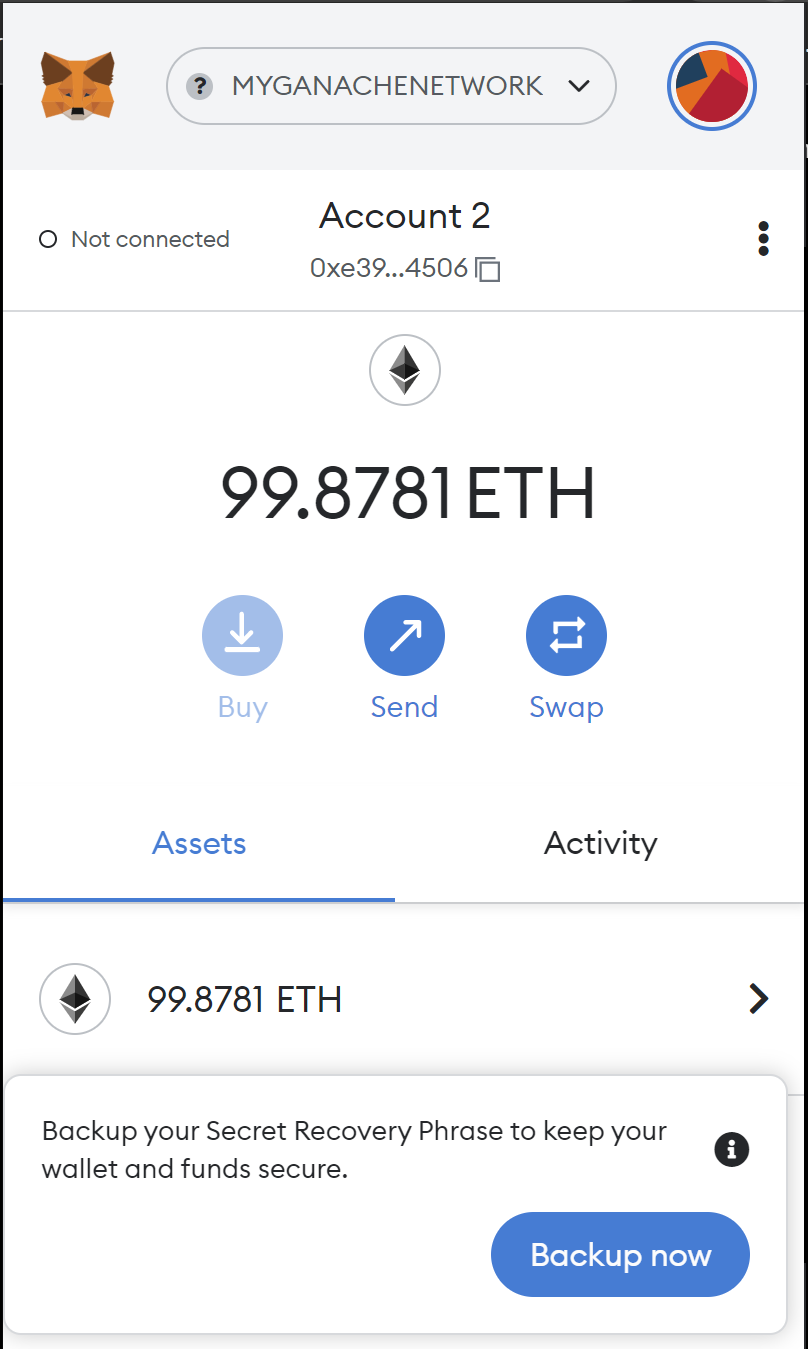 MYGANACHENETWORK
Not connected
Account 2
0xe39...4506
99.8781 ETH
Buy
Send
Swap
Assets
Activity
99.8781 ETH
Backup your Secret Recovery Phrase to keep your
wallet and funds secure.
Backup now